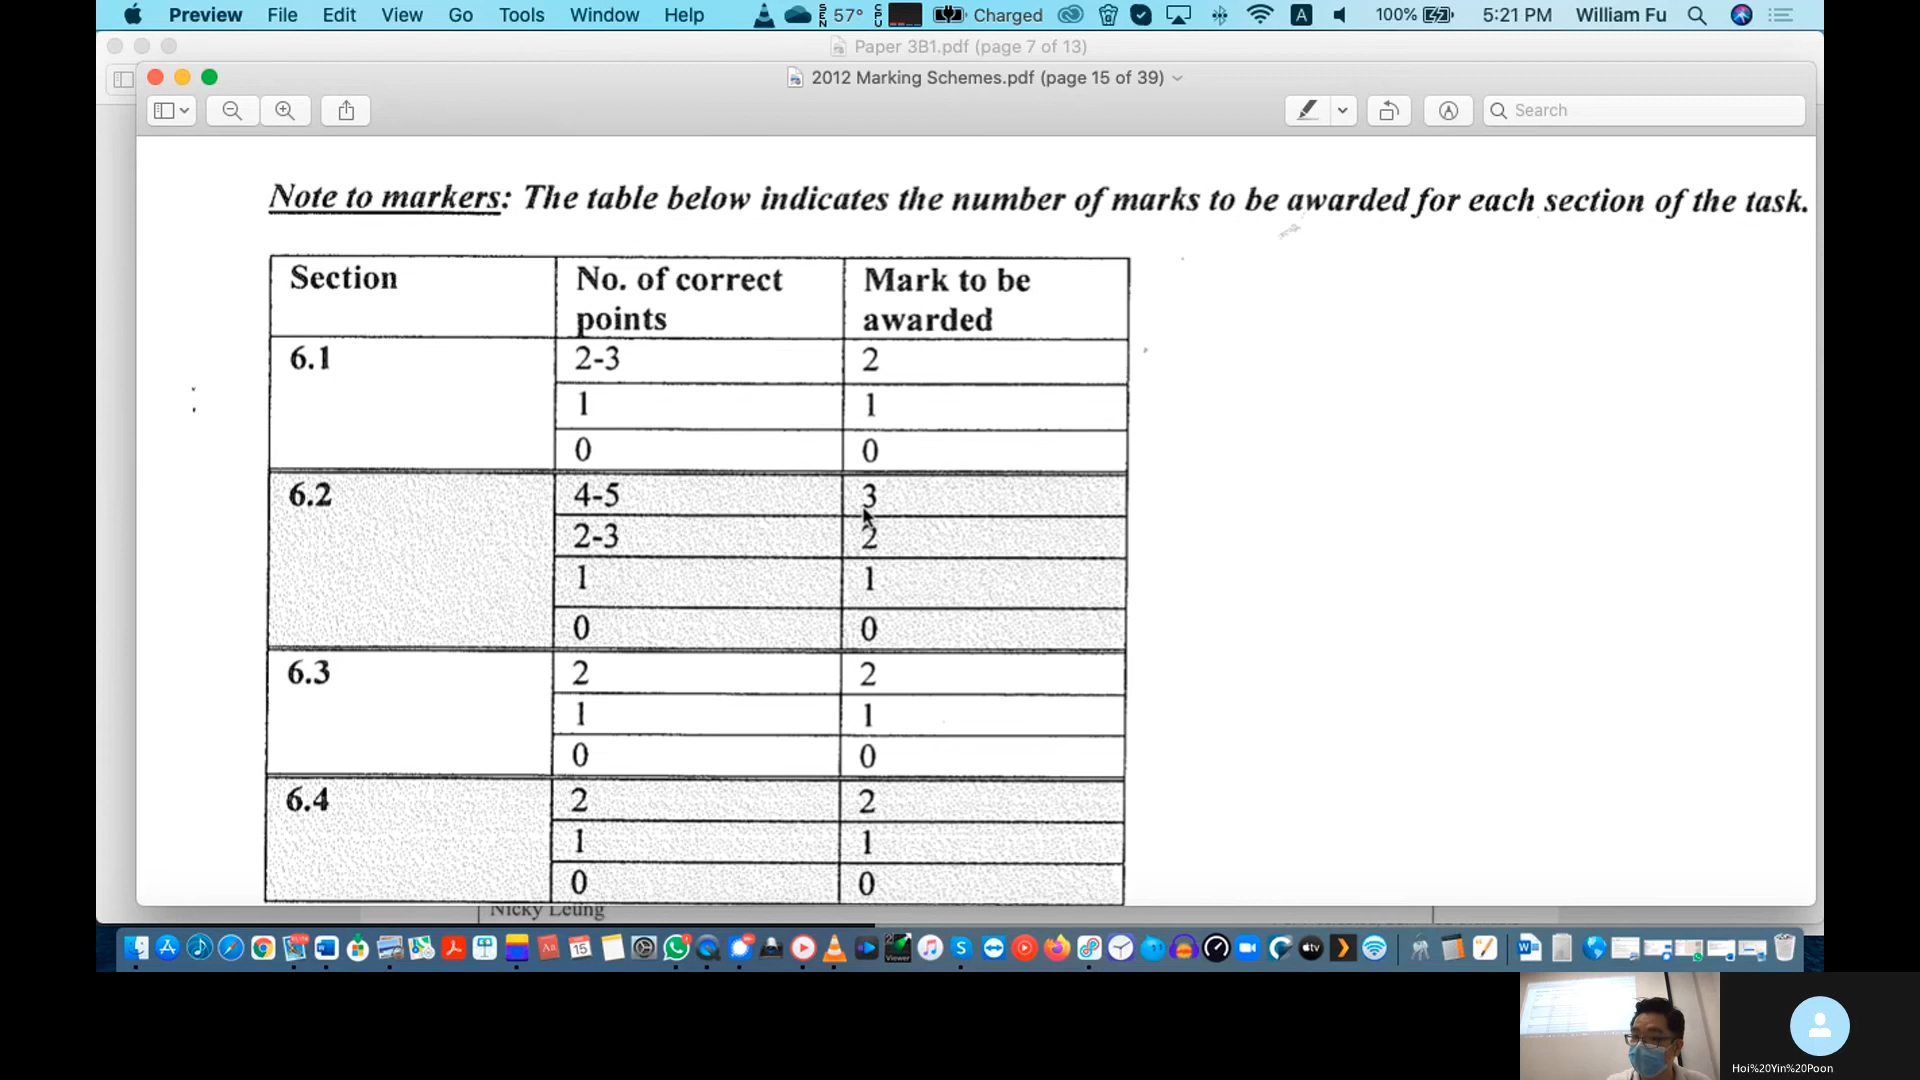 Preview File Edit View Go Tools Window Help SEN 57° CPU Charged A 100% 5:21 PM William Fu
Paper 3B1.pdf (page 7 of 13)
2012 Marking Schemes.pdf (page 15 of 39)
Search
Note to markers: The table below indicates the number of marks to be awarded for each section of the task.
Section No. of correct points Mark to be awarded
6.1 2-3 2
1 1
0 0
6.2 4-5 3
2-3 2
1 1
0 0
6.3 2 2
1 1
0 0
6.4 2 2
1 1
0 0
Nicky Leung
Hoi%20Yin%20Poon